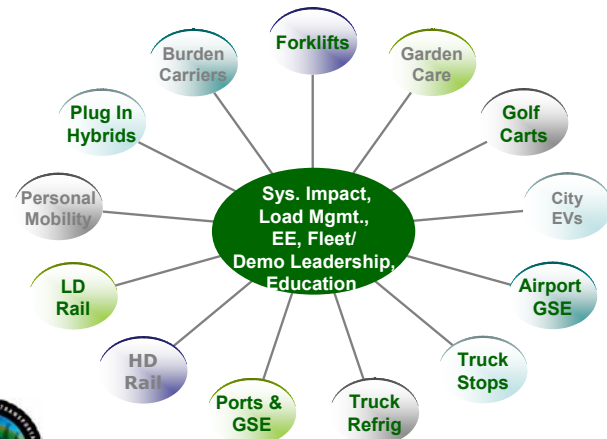 Forklifts
Burden
Carriers
Garden
Care
Plug In
Hybrids
Golf
Carts
Sys. Impact,
Load Mgmt.,
EE, Fleet/
Demo Leadership,
Education
Personal
Mobility
City
EVs
LD
Rail
Airport
GSE
HD
Rail
Truck
Stops
Ports &
GSE
Truck
Refrig